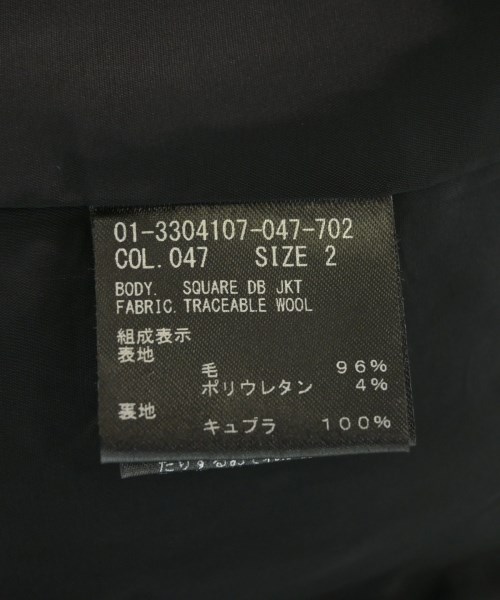 01-3304107-047-702
COL. 047 SIZE 2
BODY. SQUARE DB JKT
FABRIC. TRACEABLE WOOL
組成表示
表地
毛 96%
ポリウレタン 4%
裏地
キュプラ 100%